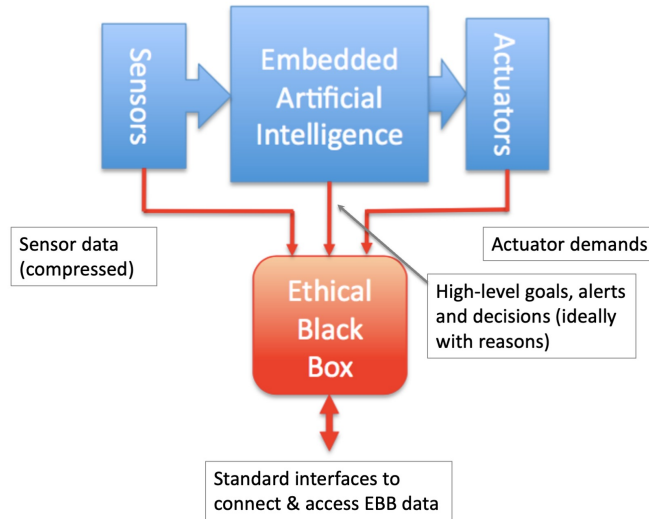 Sensors
Embedded
Artificial
Intelligence
Actuators
Sensor data
(compressed)
Actuator demands
High-level goals, alerts
and decisions (ideally
with reasons)
Ethical
Black
Box
Standard interfaces to
connect & access EBB data